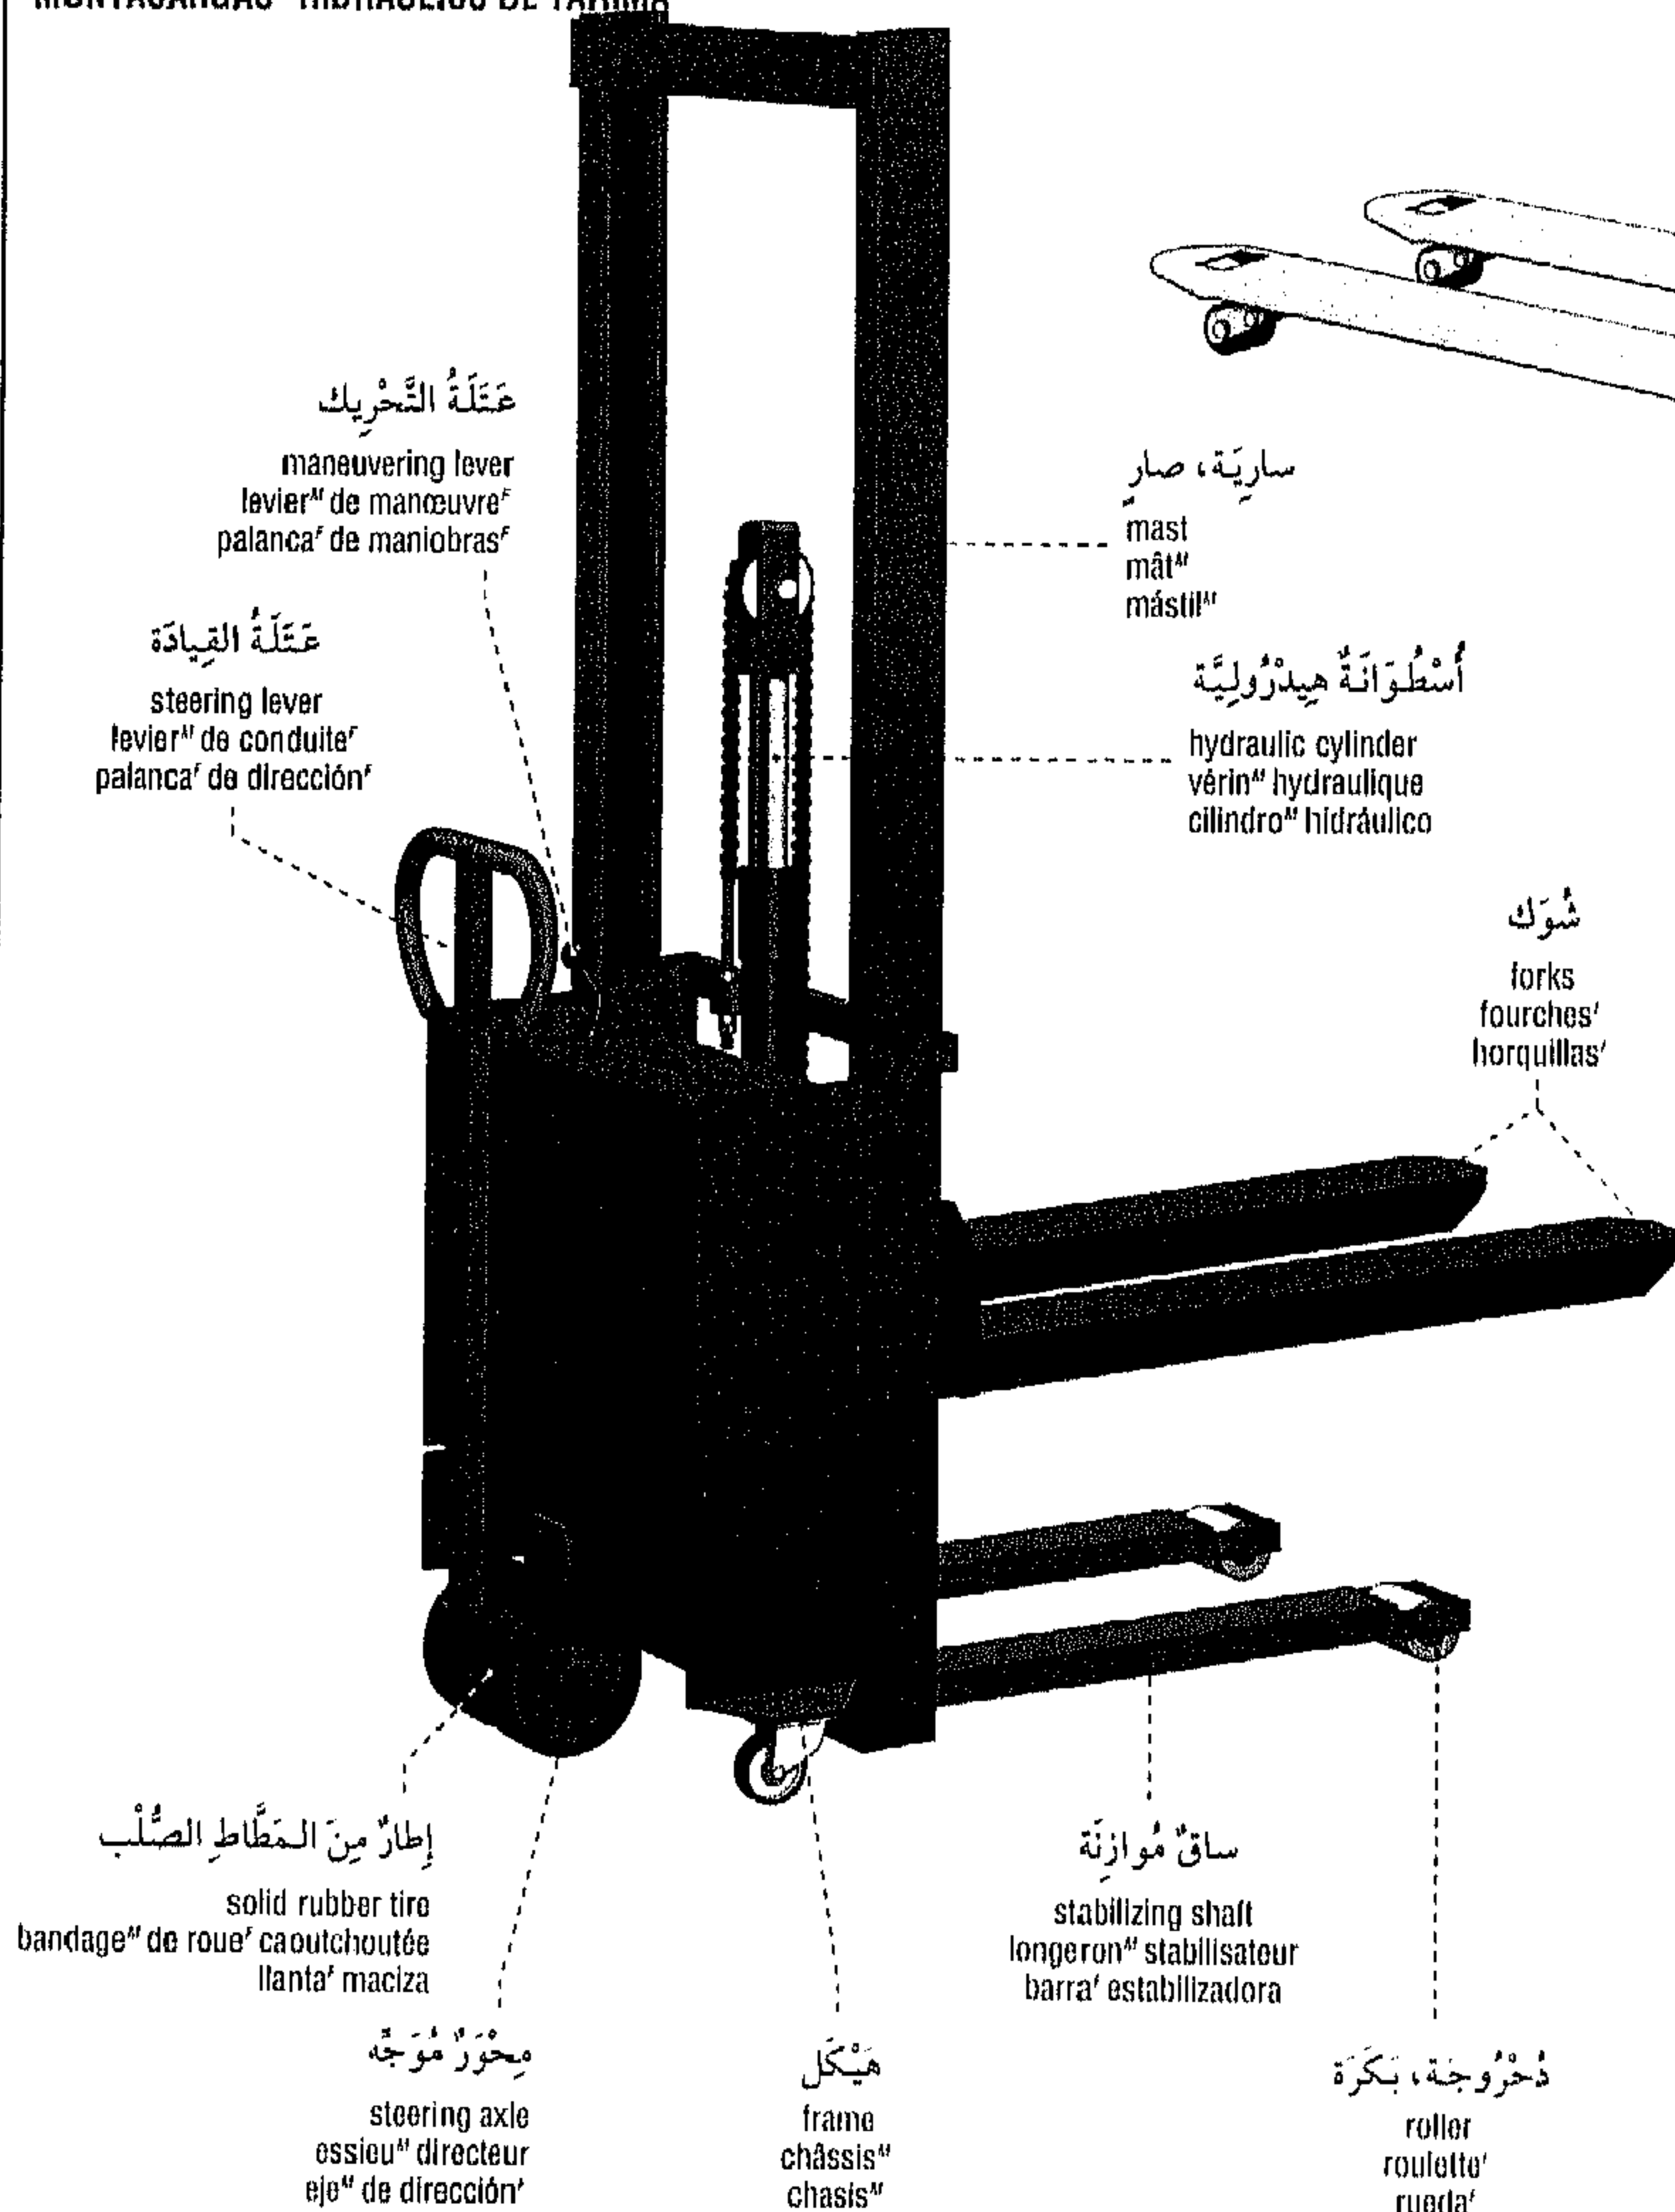 عَتَلَةُ التَّحْرِيك
maneuvering lever
levierᴹ de manœuvreᶠ
palancaᶠ de maniobrasᶠ
سارِيَة، صارٍ
mast
mâtᴹ
mástilᴹ
عَتَلَةُ القِيادَة
steering lever
levierᴹ de conduiteᶠ
palancaᶠ de direcciónᶠ
أُسْطُوَانَةٌ هِيدْرُولِيَّة
hydraulic cylinder
vérinᴹ hydraulique
cilindroᴹ hidráulico
شُوَك
forks
fourchesᶠ
horquillasᶠ
إِطارٌ مِنَ المَطَّاطِ الصُّلْب
solid rubber tire
bandageᴹ de roueᶠ caoutchoutée
llantaᶠ maciza
ساقٌ مُوازِنَة
stabilizing shaft
longeronᴹ stabilisateur
barraᶠ estabilizadora
مِحْوَرٌ مُوَجِّه
steering axle
essieuᴹ directeur
ejeᴹ de direcciónᶠ
هَيْكَل
frame
châssisᴹ
chasisᴹ
دُحْرُوجَة، بَكَرَة
roller
rouletteᶠ
ruedaᶠ